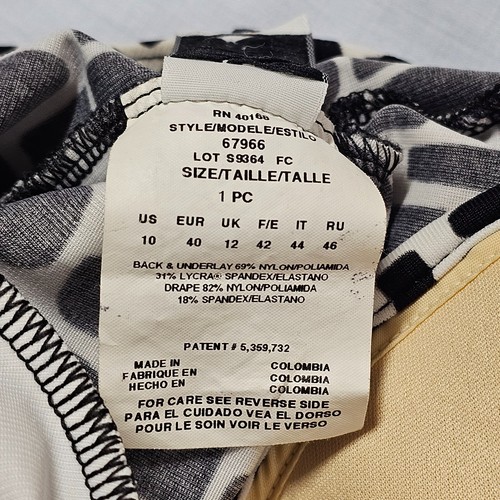 RN 40166
STYLE/MODELE/ESTILO
67966
LOT S9364 FC
SIZE/TAILLE/TALLE
1 PC
US EUR UK F/E IT RU
10 40 12 42 44 46
BACK & UNDERLAY 69% NYLON/POLIAMIDA
31% LYCRA® SPANDEX/ELASTANO
DRAPE 82% NYLON/POLIAMIDA
18% SPANDEX/ELASTANO
PATENT # 5,359,732
MADE IN COLOMBIA
FABRIQUE EN COLOMBIA
HECHO EN COLOMBIA
FOR CARE SEE REVERSE SIDE
PARA EL CUIDADO VEA EL DORSO
POUR LE SOIN VOIR LE VERSO